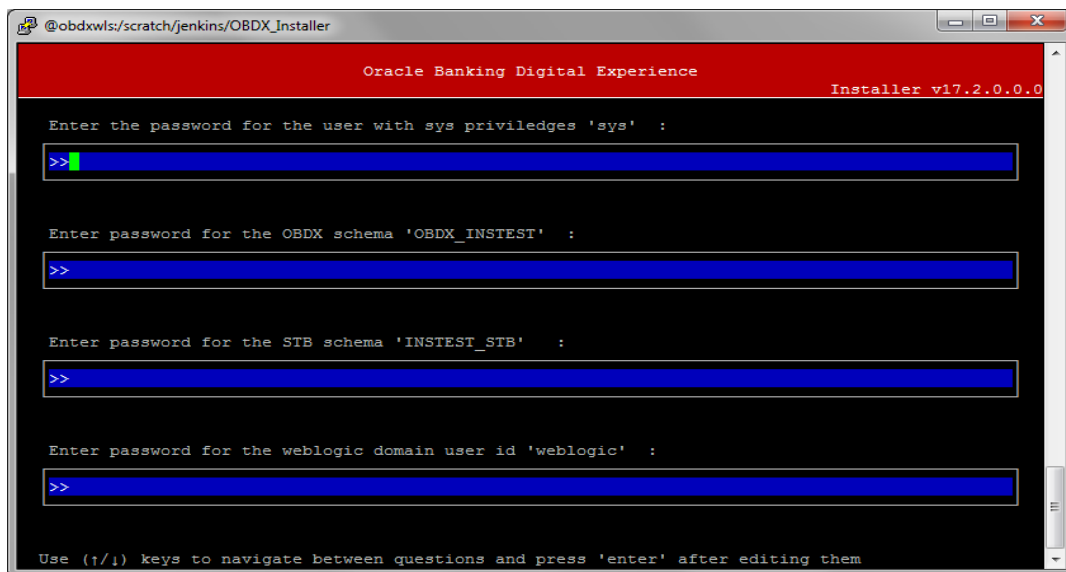 @obdxwls:/scratch/jenkins/OBDX_Installer
Oracle Banking Digital Experience
Installer v17.2.0.0.0
Enter the password for the user with sys priviledges 'sys' :
>>
Enter password for the OBDX schema 'OBDX_INSTEST' :
>>
Enter password for the STB schema 'INSTEST_STB' :
>>
Enter password for the weblogic domain user id 'weblogic' :
>>
Use (↑/↓) keys to navigate between questions and press 'enter' after editing them